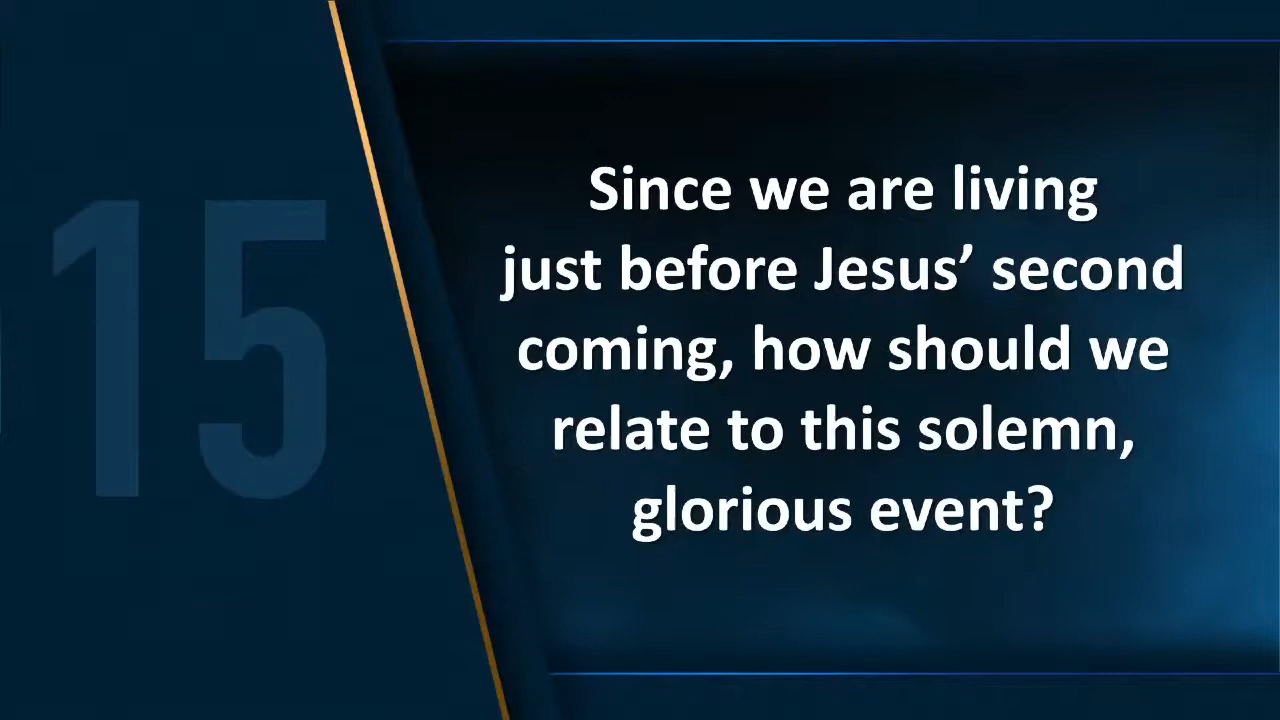 15
Since we are living
just before Jesus’ second
coming, how should we
relate to this solemn,
glorious event?